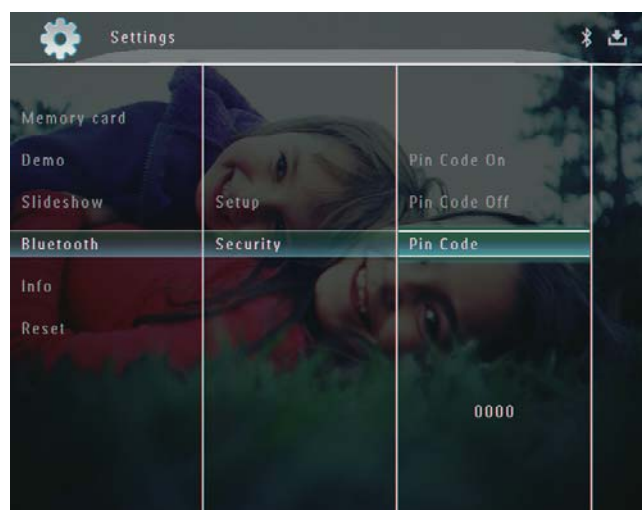 Settings
Memory card
Demo
Slideshow
Bluetooth
Info
Reset
Setup
Security
Pin Code On
Pin Code Off
Pin Code
0000